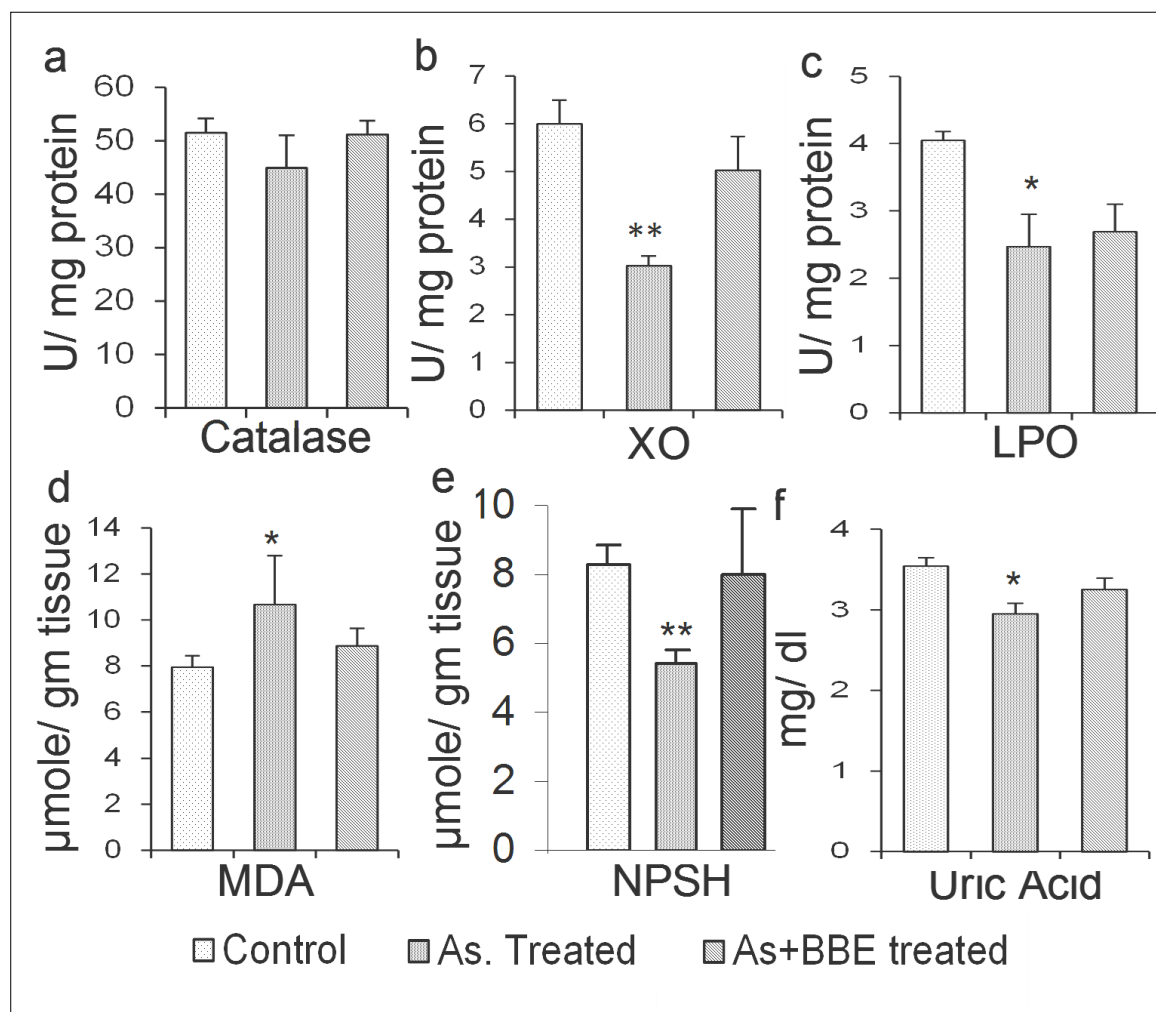 a
60
50
40
30
20
10
0
U/ mg protein
Catalase
b
7
6
5
4
3
2
1
0
U/ mg protein
**
XO
c
5
4
3
2
1
0
U/ mg protein
*
LPO
d
14
12
10
8
6
4
2
0
µmole/ gm tissue
*
MDA
e
10
8
6
4
2
0
µmole/ gm tissue
**
NPSH
f
4
3
2
1
0
mg/ dl
*
Uric Acid
Control As. Treated As+BBE treated